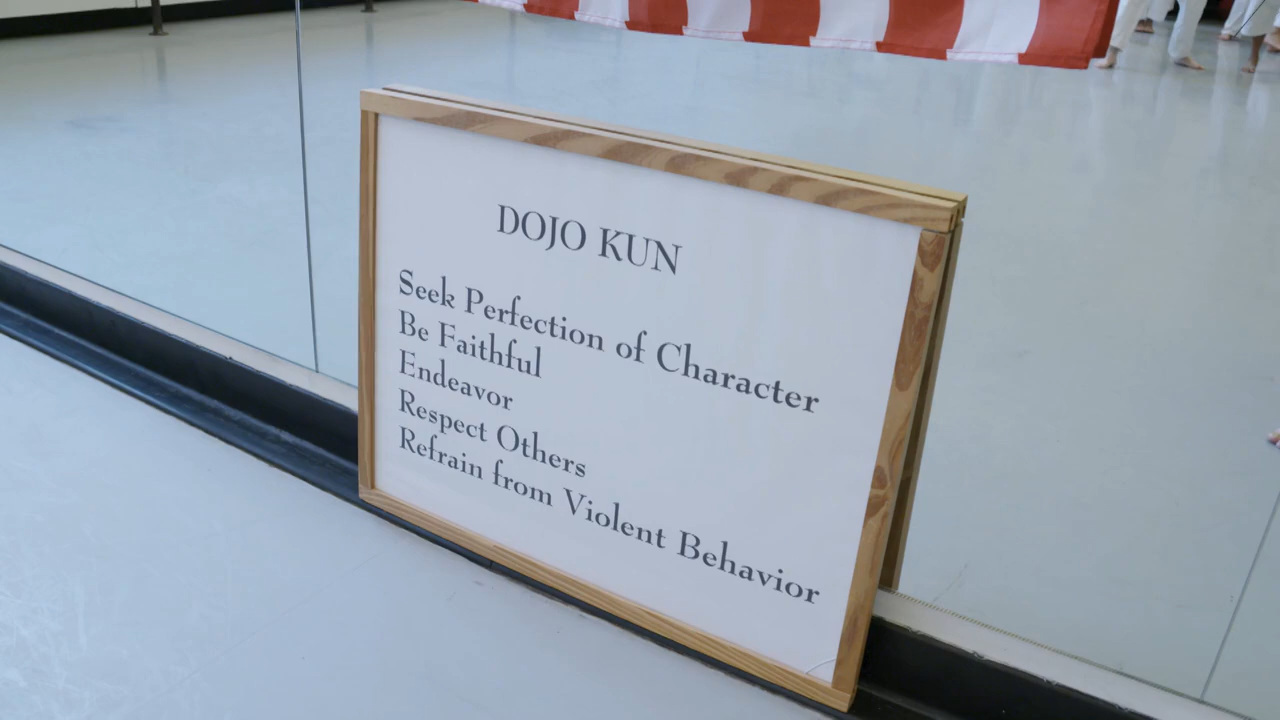 DOJO KUN
Seek Perfection of Character
Be Faithful
Endeavor
Respect Others
Refrain from Violent Behavior